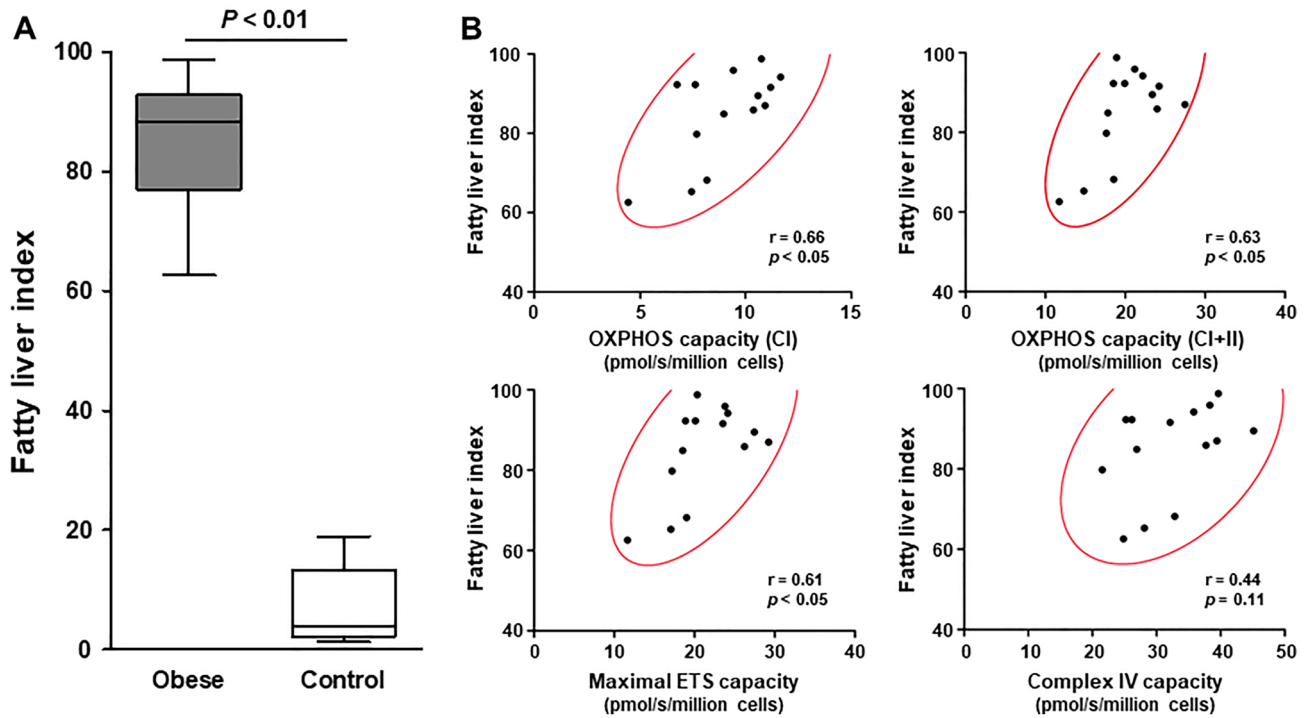 A
P < 0.01
Fatty liver index
100
80
60
40
20
0
Obese
Control
B
Fatty liver index
100
80
60
40
0
5
10
15
r = 0.66
p < 0.05
OXPHOS capacity (CI)
(pmol/s/million cells)
Fatty liver index
100
80
60
40
0
10
20
30
40
r = 0.63
p < 0.05
OXPHOS capacity (CI+II)
(pmol/s/million cells)
Fatty liver index
100
80
60
40
0
10
20
30
40
r = 0.61
p < 0.05
Maximal ETS capacity
(pmol/s/million cells)
Fatty liver index
100
80
60
40
0
10
20
30
40
50
r = 0.44
p = 0.11
Complex IV capacity
(pmol/s/million cells)